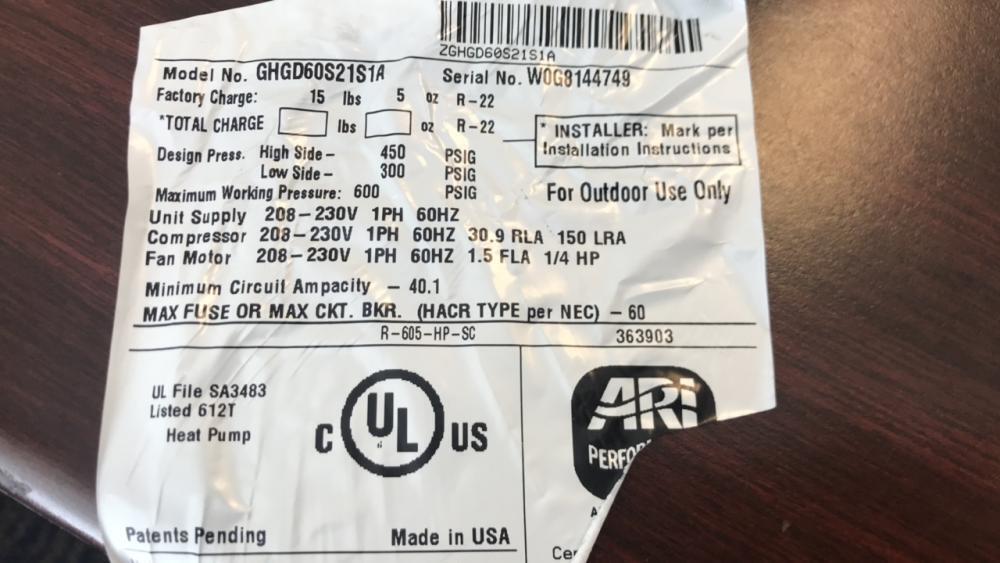 ZGHGD60S21S1A
Model No. GHGD60S21S1A Serial No. W0G8144749
Factory Charge: 15 lbs 5 oz R-22
*TOTAL CHARGE lbs oz R-22
* INSTALLER: Mark per
Installation Instructions
Design Press. High Side– 450 PSIG
Low Side– 300 PSIG
Maximum Working Pressure: 600 PSIG
For Outdoor Use Only
Unit Supply 208–230V 1PH 60HZ
Compressor 208–230V 1PH 60HZ 30.9 RLA 150 LRA
Fan Motor 208–230V 1PH 60HZ 1.5 FLA 1/4 HP
Minimum Circuit Ampacity – 40.1
MAX FUSE OR MAX CKT. BKR. (HACR TYPE per NEC) – 60
R-605-HP-SC 363903
UL File SA3483
Listed 612T
Heat Pump
C UL US
ARi
Patents Pending Made in USA